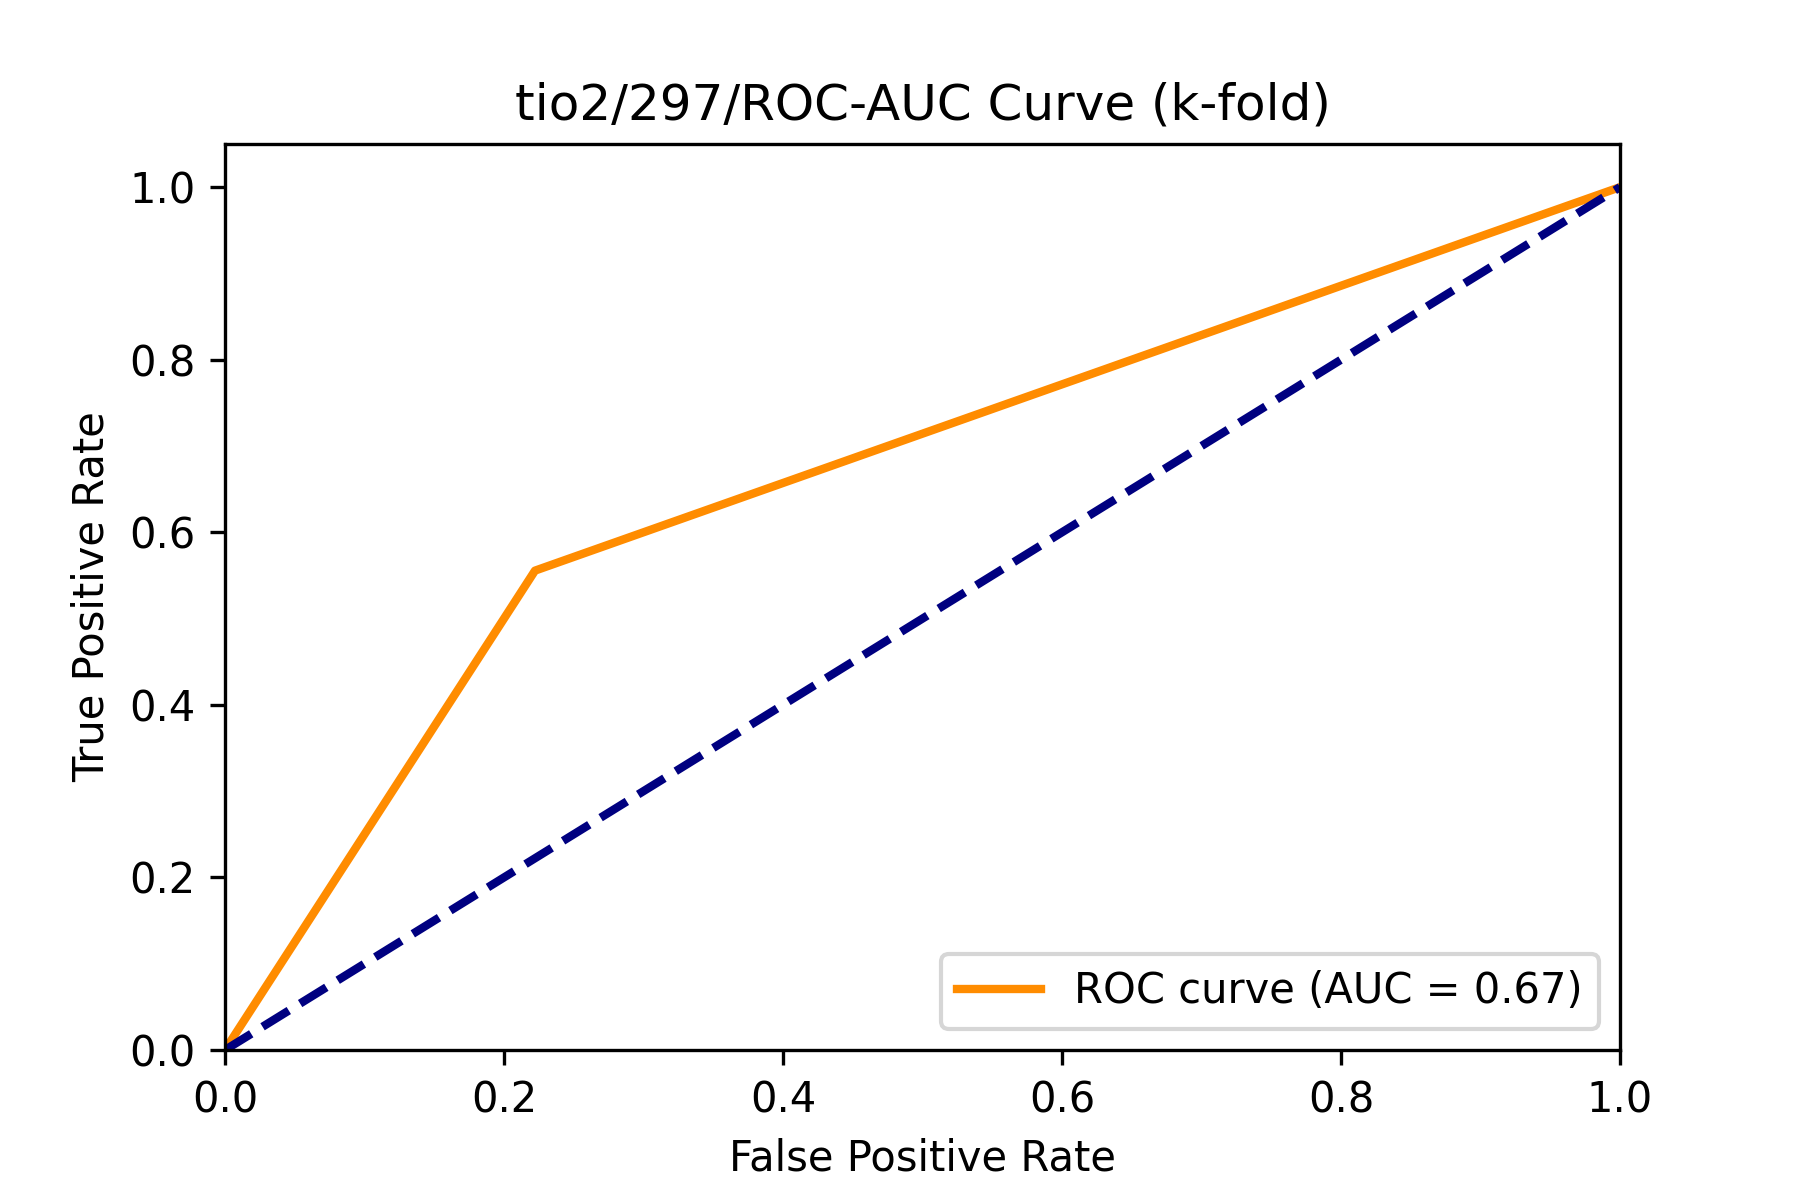 tio2/297/ROC-AUC Curve (k-fold)
True Positive Rate
1.0
0.8
0.6
0.4
0.2
0.0
ROC curve (AUC = 0.67)
0.0 0.2 0.4 0.6 0.8 1.0
False Positive Rate